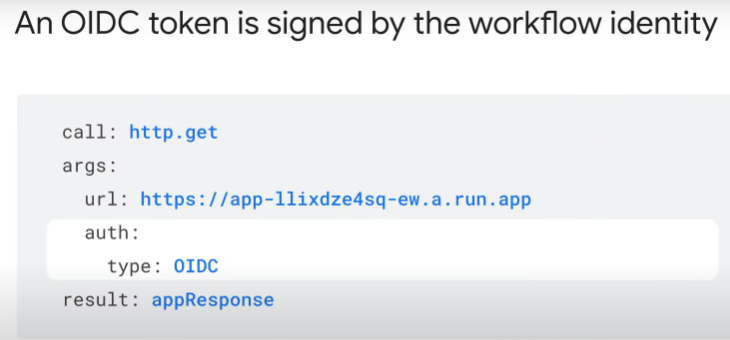 An OIDC token is signed by the workflow identity
call: http.get
args:
url: https://app-llixdze4sq-ew.a.run.app
auth:
type: OIDC
result: appResponse